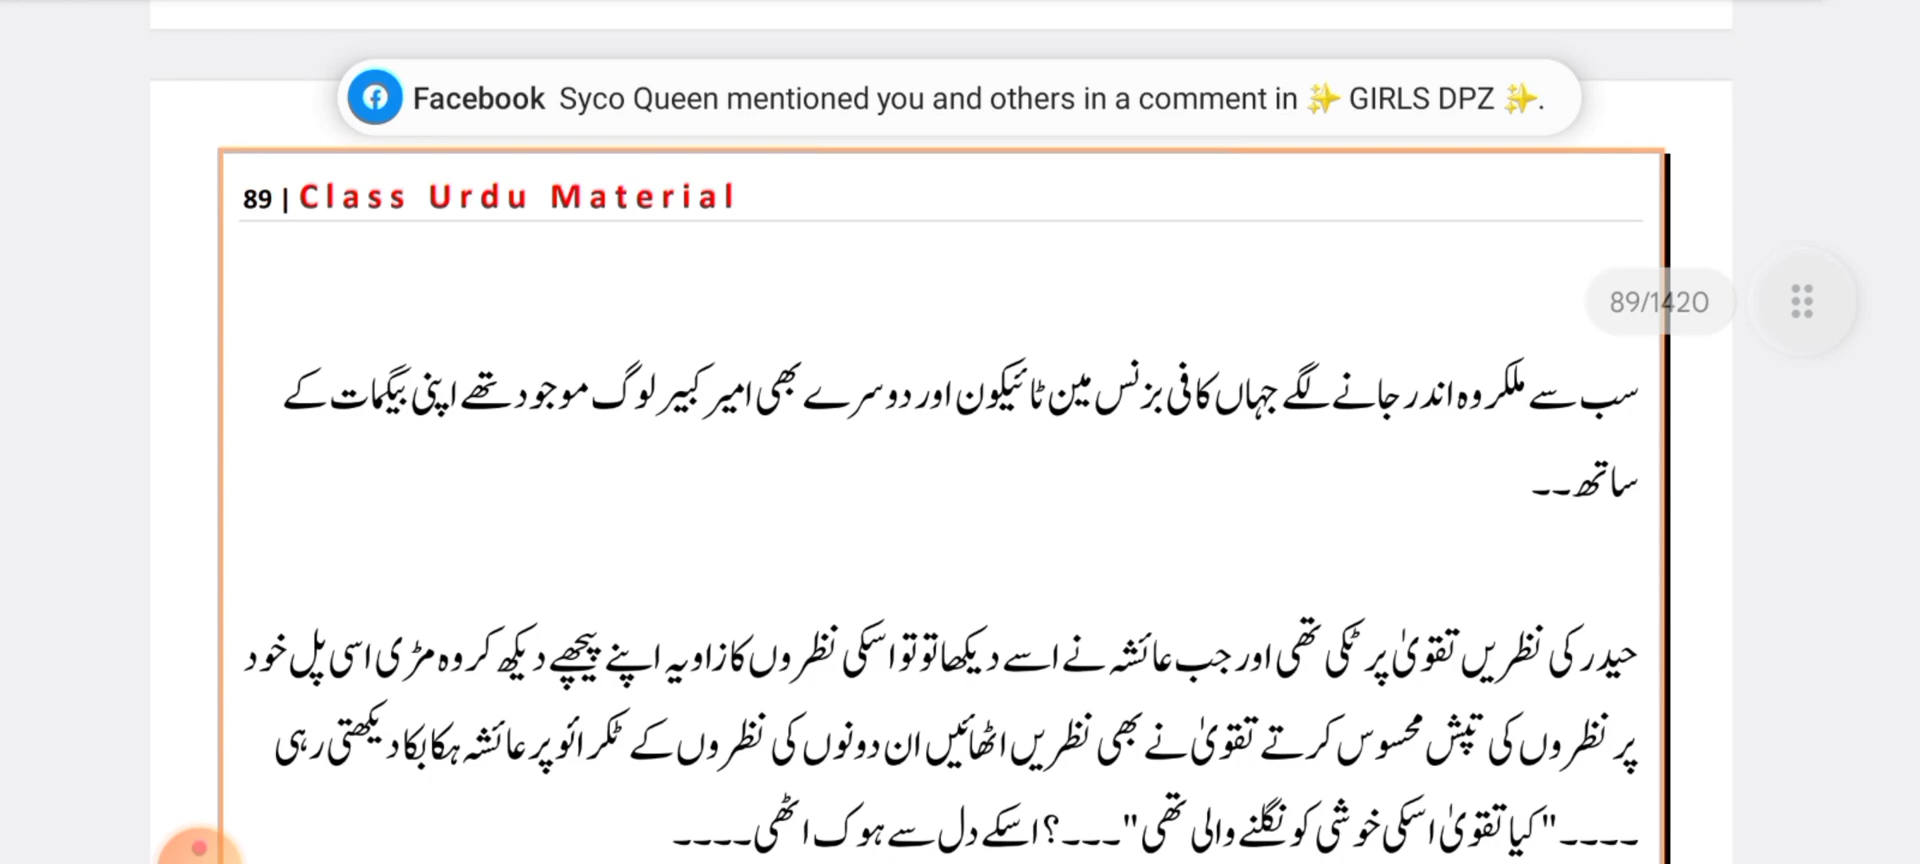 Facebook Syco Queen mentioned you and others in a comment in ✨ GIRLS DPZ ✨.
89 | Class Urdu Material
89/1420
سب سے ملکر وہ اندر جانے لگے جہاں کافی بزنس مین ٹائیکون اور دوسرے بھی امیر کبیر لوگ موجود تھے اپنی بیگمات کے
ساتھ۔۔
حیدر کی نظریں تقویٰ پر ٹکی تھی اور جب عائشہ نے اسے دیکھا تو تو اسکی نظروں کا زاویہ اپنے پیچھے دیکھ کر وہ مڑی اسی پل خود
پر نظروں کی تپش محسوس کرتے تقویٰ نے بھی نظریں اٹھائیں ان دونوں کی نظروں کے ٹکرائو پر عائشہ ہکا بکا دیکھتی رہی
۔۔۔۔"کیا تقویٰ اسکی خوشی کو نگلنے والی تھی"۔۔۔؟ اسکے دل سے ہوک اٹھی۔۔۔۔